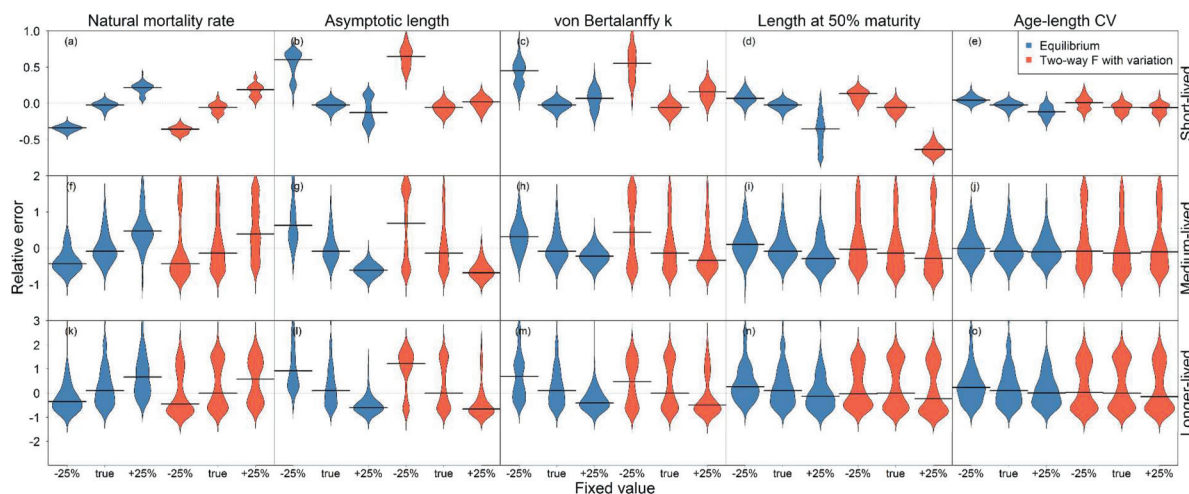 Natural mortality rate Asymptotic length von Bertalanffy k Length at 50% maturity Age-length CV
1.0 (a) (b) (c) (d) (e)
Equilibrium
Two-way F with variation
0.5
0.0
-0.5
Short-lived
2 (f) (g) (h) (i) (j)
1
0
-1
Medium-lived
Relative error
3 (k) (l) (m) (n) (o)
2
1
0
-1
-2
Longer-lived
-25% true +25% -25% true +25% -25% true +25% -25% true +25% -25% true +25% -25% true +25% -25% true +25% -25% true +25% -25% true +25% -25% true +25%
Fixed value